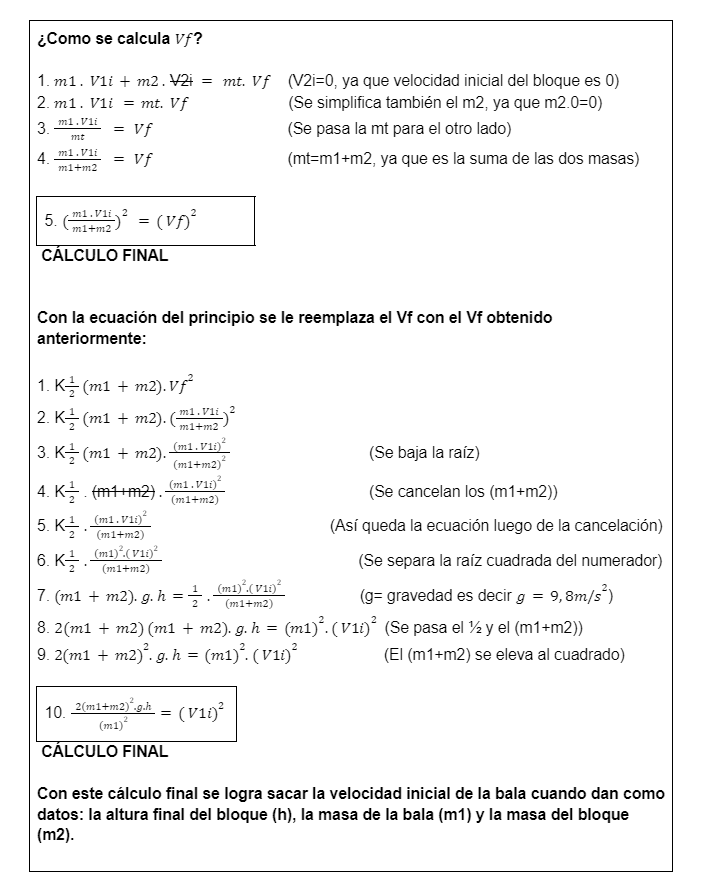 ¿Como se calcula Vf?
1. m1 . V1i + m2 . V2i = mt. Vf (V2i=0, ya que velocidad inicial del bloque es 0)
2. m1 . V1i = mt. Vf (Se simplifica también el m2, ya que m2.0=0)
3. \frac{m1 .V1i}{mt} = Vf (Se pasa la mt para el otro lado)
4. \frac{m1 .V1i}{m1+m2} = Vf (mt=m1+m2, ya que es la suma de las dos masas)
5. (\frac{m1 .V1i}{m1+m2})^2 = (Vf)^2
CÁLCULO FINAL
Con la ecuación del principio se le reemplaza el Vf con el Vf obtenido
anteriormente:
1. K\frac{1}{2} (m1 + m2). Vf^2
2. K\frac{1}{2} (m1 + m2). (\frac{m1 .V1i}{m1+m2})^2
3. K\frac{1}{2} (m1 + m2). \frac{(m1 .V1i)^2}{(m1+m2)^2} (Se baja la raíz)
4. K\frac{1}{2} . (m1+m2) . \frac{(m1 .V1i)^2}{(m1+m2)} (Se cancelan los (m1+m2))
5. K\frac{1}{2} . \frac{(m1 .V1i)^2}{(m1+m2)} (Así queda la ecuación luego de la cancelación)
6. K\frac{1}{2} . \frac{(m1)^2.(V1i)^2}{(m1+m2)} (Se separa la raíz cuadrada del numerador)
7. (m1 + m2). g. h = \frac{1}{2} . \frac{(m1)^2.(V1i)^2}{(m1+m2)} (g= gravedad es decir g = 9, 8m/s^2)
8. 2(m1 + m2) (m1 + m2). g. h = (m1)^2. (V1i)^2 (Se pasa el ½ y el (m1+m2))
9. 2(m1 + m2)^2. g. h = (m1)^2. (V1i)^2 (El (m1+m2) se eleva al cuadrado)
10. \frac{2(m1+m2)^2.g.h}{(m1)^2} = (V1i)^2
CÁLCULO FINAL
Con este cálculo final se logra sacar la velocidad inicial de la bala cuando dan como
datos: la altura final del bloque (h), la masa de la bala (m1) y la masa del bloque
(m2).